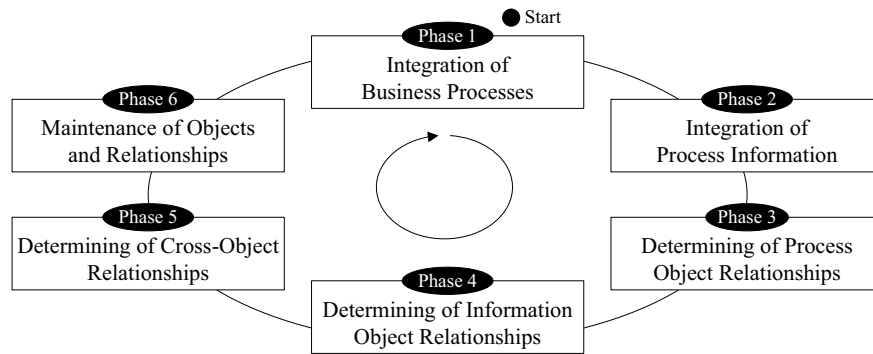 Start
Phase 1
Integration of
Business Processes
Phase 2
Integration of
Process Information
Phase 3
Determining of Process
Object Relationships
Phase 4
Determining of Information
Object Relationships
Phase 5
Determining of Cross-Object
Relationships
Phase 6
Maintenance of Objects
and Relationships